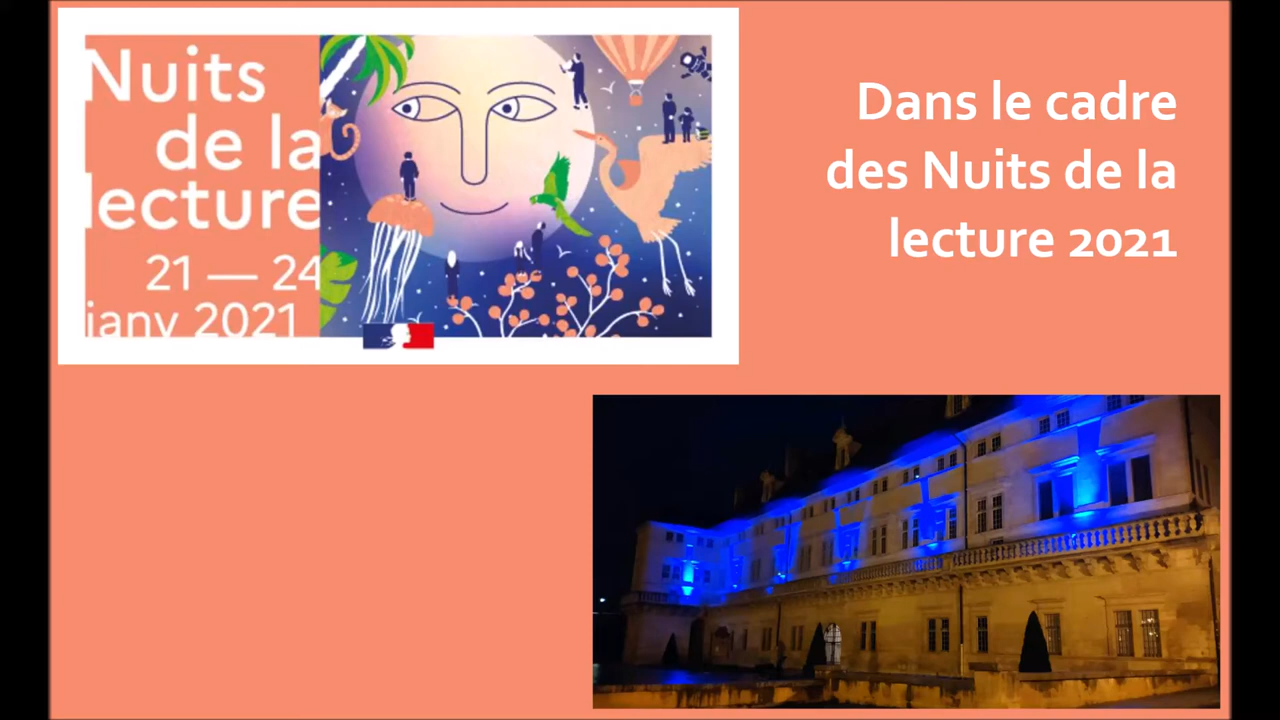 Nuits
de la
lecture
21 — 24
janv 2021
Dans le cadre
des Nuits de la
lecture 2021